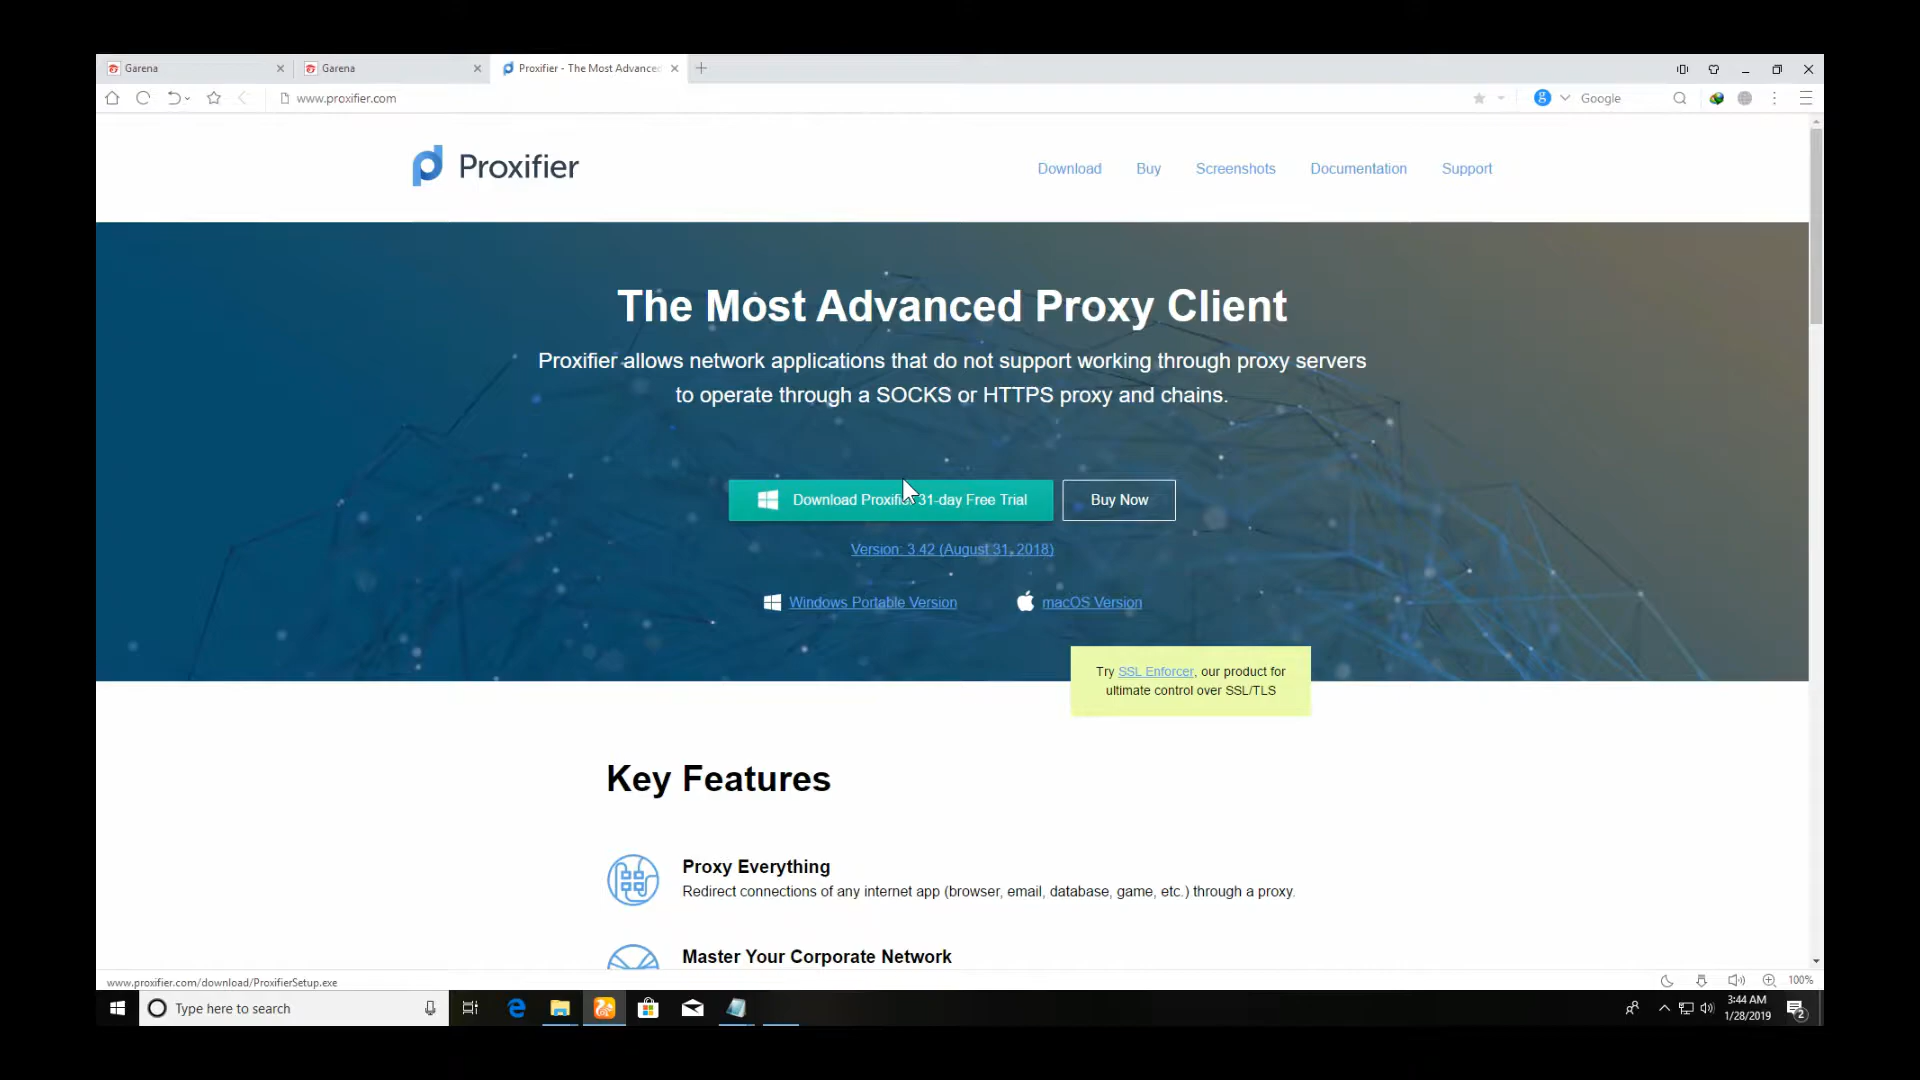 Garena
Garena
Proxifier - The Most Advanced
www.proxifier.com
Google
Proxifier
Download
Buy
Screenshots
Documentation
Support
The Most Advanced Proxy Client
Proxifier allows network applications that do not support working through proxy servers
to operate through a SOCKS or HTTPS proxy and chains.
Download Proxifier 31-day Free Trial
Buy Now
Version: 3.42 (August 31, 2018)
Windows Portable Version
macOS Version
Try SSL Enforcer, our product for
ultimate control over SSL/TLS
Key Features
Proxy Everything
Redirect connections of any internet app (browser, email, database, game, etc.) through a proxy.
Master Your Corporate Network
www.proxifier.com/download/ProxifierSetup.exe
100%
Type here to search
3:44 AM
1/28/2019
2